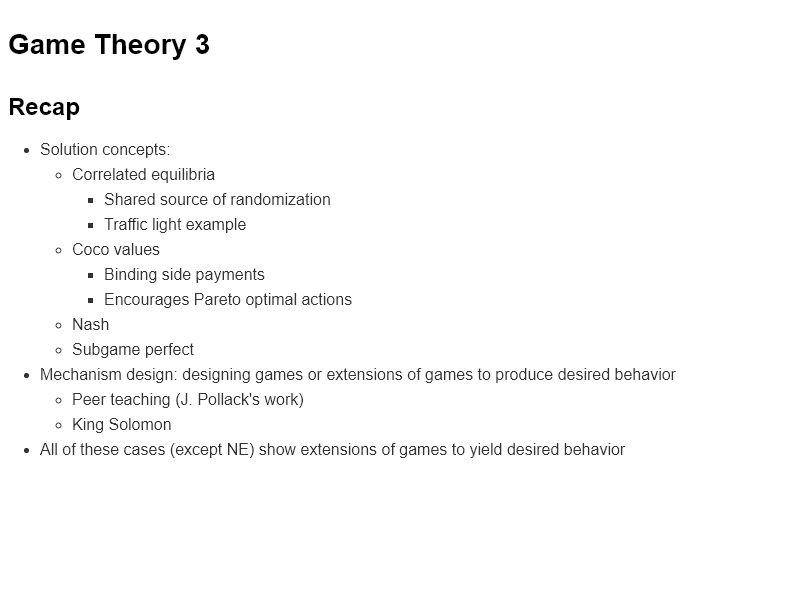 Game Theory 3
Recap
Solution concepts:
Correlated equilibria
Shared source of randomization
Traffic light example
Coco values
Binding side payments
Encourages Pareto optimal actions
Nash
Subgame perfect
Mechanism design: designing games or extensions of games to produce desired behavior
Peer teaching (J. Pollack's work)
King Solomon
All of these cases (except NE) show extensions of games to yield desired behavior